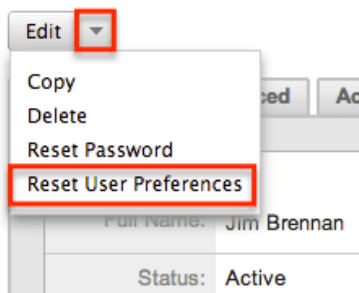 Edit
Copy
Delete
Reset Password
Reset User Preferences
Full Name: Jim Brennan
Status: Active